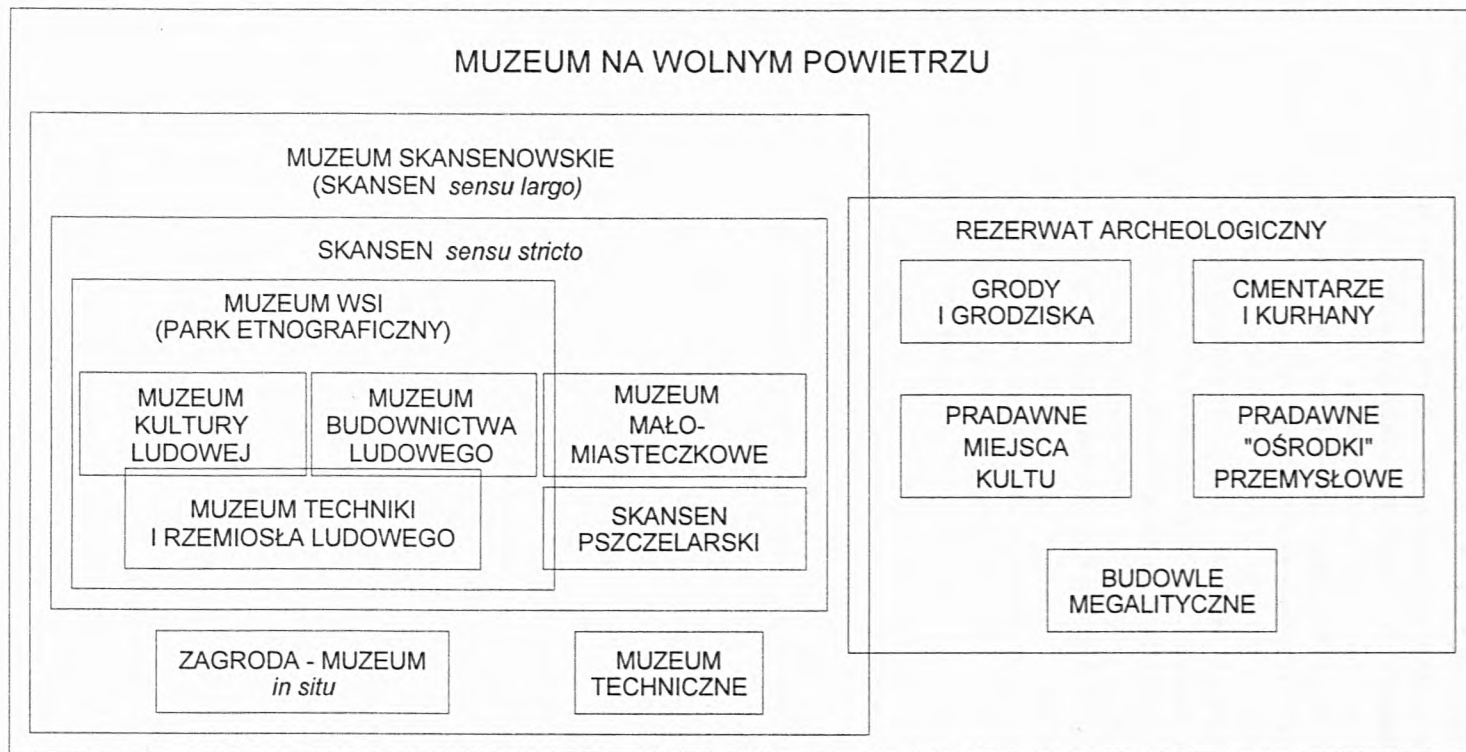 MUZEUM NA WOLNYM POWIETRZU
MUZEUM SKANSENOWSKIE
(SKANSEN sensu largo)
SKANSEN sensu stricto
MUZEUM WSI
(PARK ETNOGRAFICZNY)
MUZEUM
KULTURY
LUDOWEJ
MUZEUM
BUDOWNICTWA
LUDOWEGO
MUZEUM
MAŁO-
MIASTECZKOWE
MUZEUM TECHNIKI
I RZEMIOSŁA LUDOWEGO
SKANSEN
PSZCZELARSKI
ZAGRODA - MUZEUM
in situ
MUZEUM
TECHNICZNE
REZERWAT ARCHEOLOGICZNY
GRODY
I GRODZISKA
CMENTARZE
I KURHANY
PRADAWNE
MIEJSCA
KULTU
PRADAWNE
"OŚRODKI"
PRZEMYSŁOWE
BUDOWLE
MEGALITYCZNE